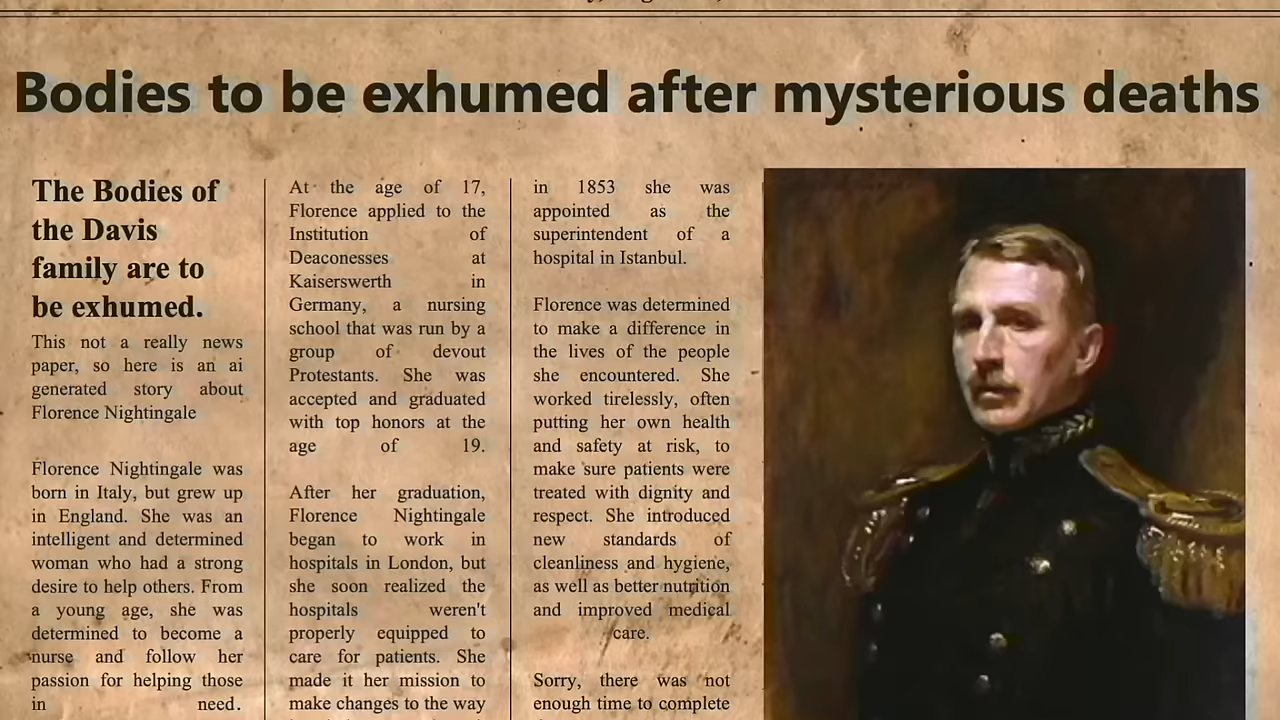 Bodies to be exhumed after mysterious deaths
The Bodies of
the Davis
family are to
be exhumed.
This not a really news
paper, so here is an ai
generated story about
Florence Nightingale
Florence Nightingale was
born in Italy, but grew up
in England. She was an
intelligent and determined
woman who had a strong
desire to help others. From
a young age, she was
determined to become a
nurse and follow her
passion for helping those
in need.
At the age of 17,
Florence applied to the
Institution of
Deaconesses at
Kaiserswerth in
Germany, a nursing
school that was run by a
group of devout
Protestants. She was
accepted and graduated
with top honors at the
age of 19.
After her graduation,
Florence Nightingale
began to work in
hospitals in London, but
she soon realized the
hospitals weren't
properly equipped to
care for patients. She
made it her mission to
make changes to the way
in 1853 she was
appointed as the
superintendent of a
hospital in Istanbul.
Florence was determined
to make a difference in
the lives of the people
she encountered. She
worked tirelessly, often
putting her own health
and safety at risk, to
make sure patients were
treated with dignity and
respect. She introduced
new standards of
cleanliness and hygiene,
as well as better nutrition
and improved medical
care.
Sorry, there was not
enough time to complete